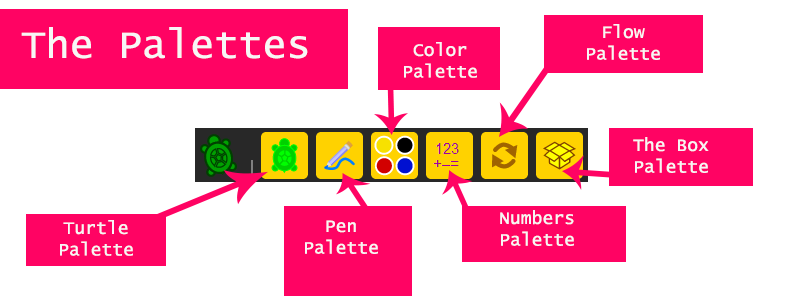 The Palettes
Color
Palette
Flow
Palette
123
+−=
The Box
Palette
Turtle
Palette
Pen
Palette
Numbers
Palette